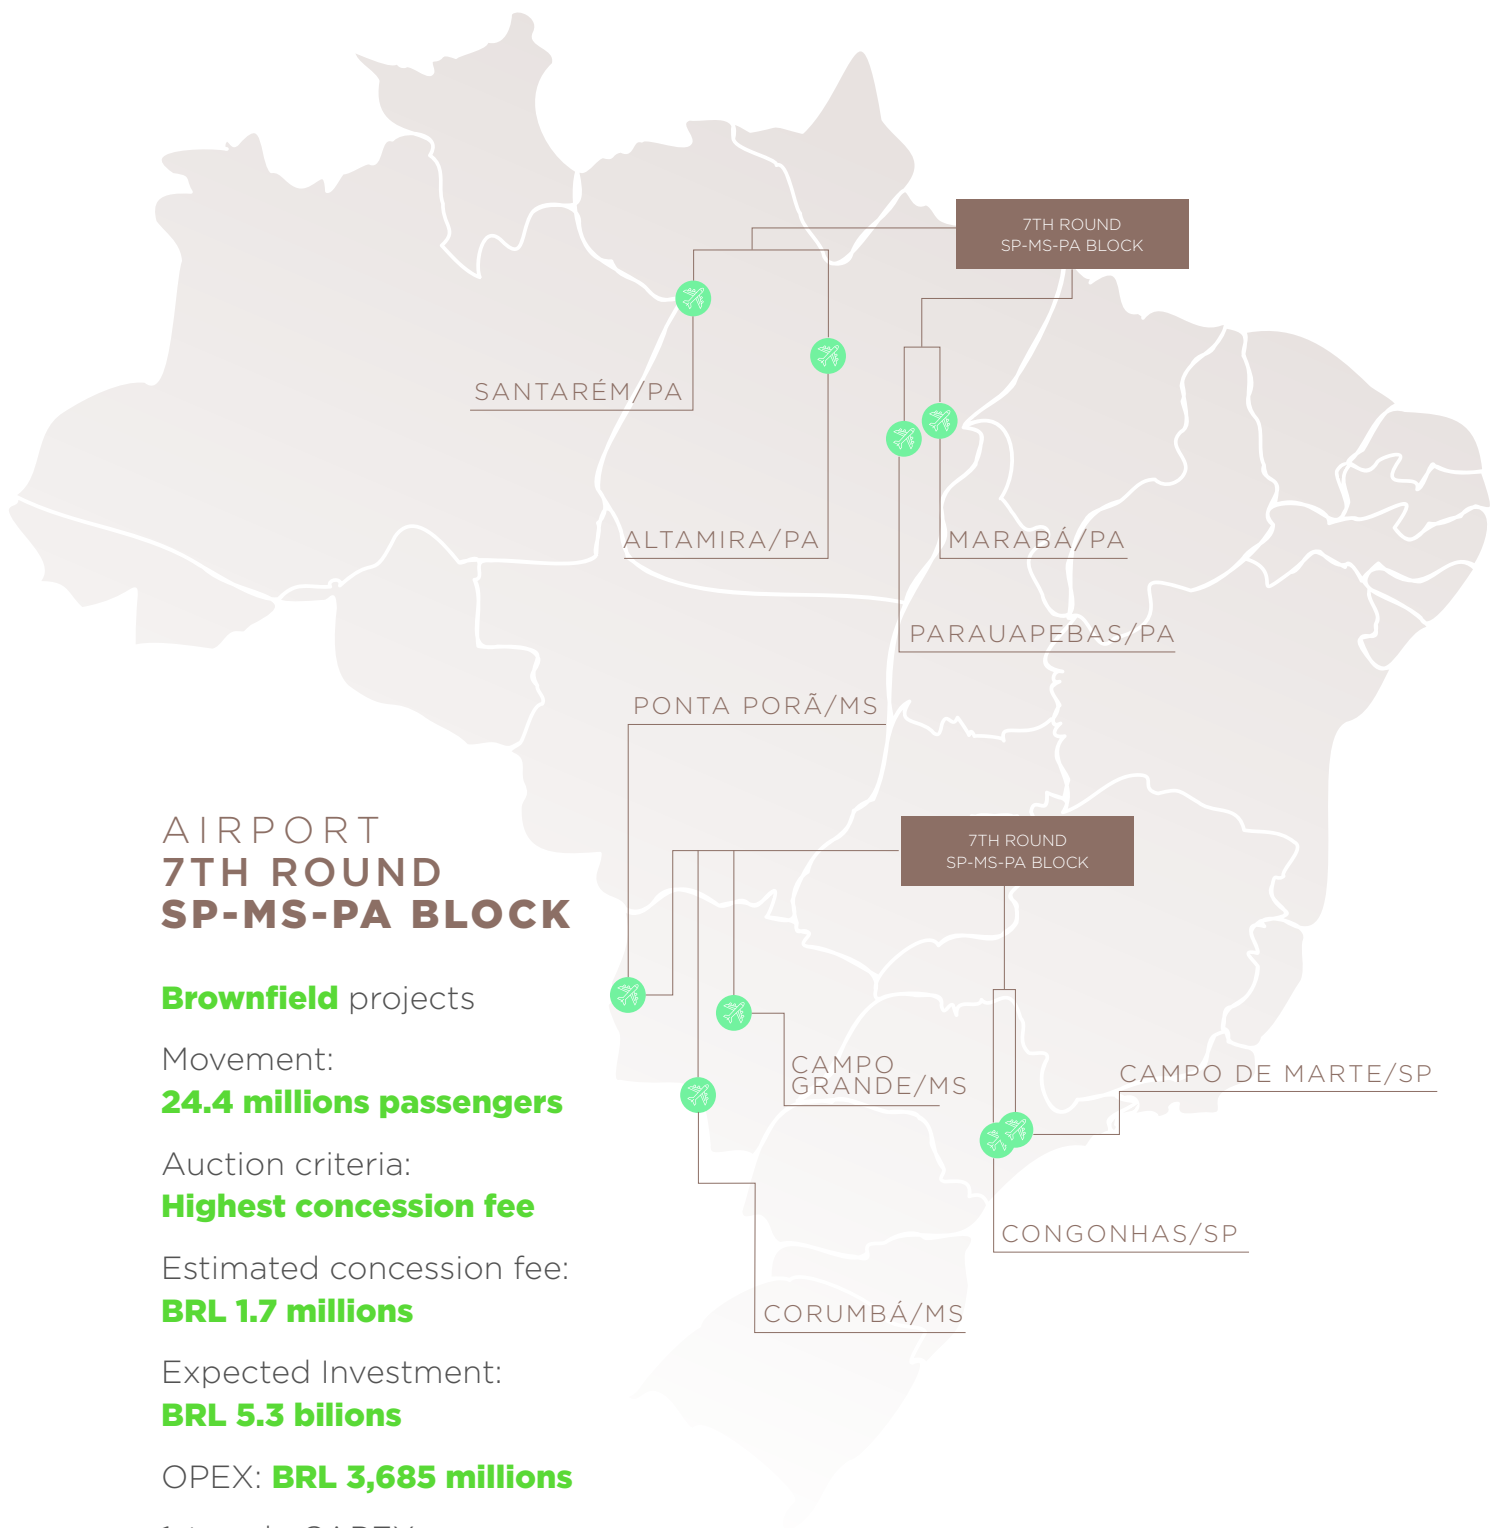 7TH ROUND
SP-MS-PA BLOCK
SANTARÉM/PA
ALTAMIRA/PA
MARABÁ/PA
PARAUAPEBAS/PA
PONTA PORÃ/MS
7TH ROUND
SP-MS-PA BLOCK
CAMPO
GRANDE/MS
CAMPO DE MARTE/SP
CONGONHAS/SP
CORUMBÁ/MS
AIRPORT
7TH ROUND
SP-MS-PA BLOCK
Brownfield projects
Movement:
24.4 millions passengers
Auction criteria:
Highest concession fee
Estimated concession fee:
BRL 1.7 millions
Expected Investment:
BRL 5.3 bilions
OPEX: BRL 3,685 millions
CAPEX